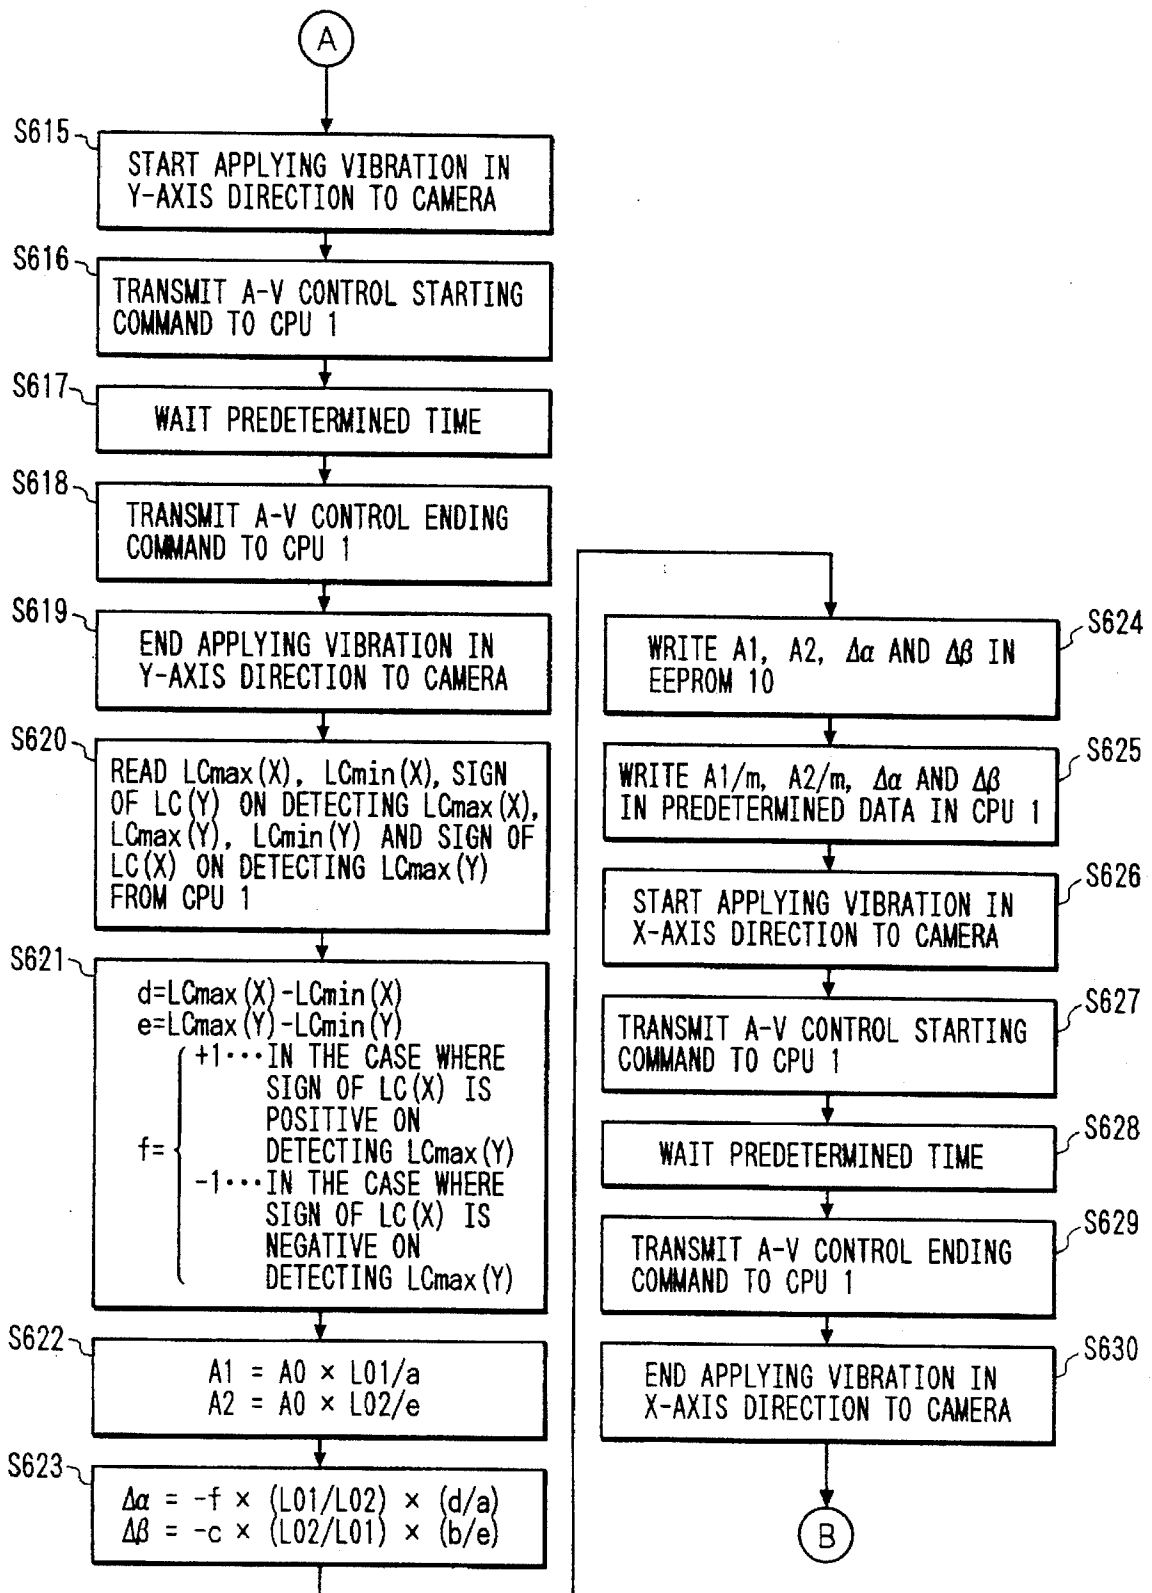 A
S615
START APPLYING VIBRATION IN
Y-AXIS DIRECTION TO CAMERA
S616
TRANSMIT A-V CONTROL STARTING
COMMAND TO CPU 1
S617
WAIT PREDETERMINED TIME
S618
TRANSMIT A-V CONTROL ENDING
COMMAND TO CPU 1
S619
END APPLYING VIBRATION IN
Y-AXIS DIRECTION TO CAMERA
S620
READ LCmax(X), LCmin(X), SIGN
OF LC(Y) ON DETECTING LCmax(X),
LCmax(Y), LCmin(Y) AND SIGN OF
LC(X) ON DETECTING LCmax(Y)
FROM CPU 1
S621
d=LCmax(X)-LCmin(X)
e=LCmax(Y)-LCmin(Y)
+1···IN THE CASE WHERE
SIGN OF LC(X) IS
POSITIVE ON
f= DETECTING LCmax(Y)
-1···IN THE CASE WHERE
SIGN OF LC(X) IS
NEGATIVE ON
DETECTING LCmax(Y)
S622
A1 = A0 × L01/a
A2 = A0 × L02/e
S623
Δα = -f × (L01/L02) × (d/a)
Δβ = -c × (L02/L01) × (b/e)
S624
WRITE A1, A2, Δα AND Δβ IN
EEPROM 10
S625
WRITE A1/m, A2/m, Δα AND Δβ
IN PREDETERMINED DATA IN CPU 1
S626
START APPLYING VIBRATION IN
X-AXIS DIRECTION TO CAMERA
S627
TRANSMIT A-V CONTROL STARTING
COMMAND TO CPU 1
S628
WAIT PREDETERMINED TIME
S629
TRANSMIT A-V CONTROL ENDING
COMMAND TO CPU 1
S630
END APPLYING VIBRATION IN
X-AXIS DIRECTION TO CAMERA
B